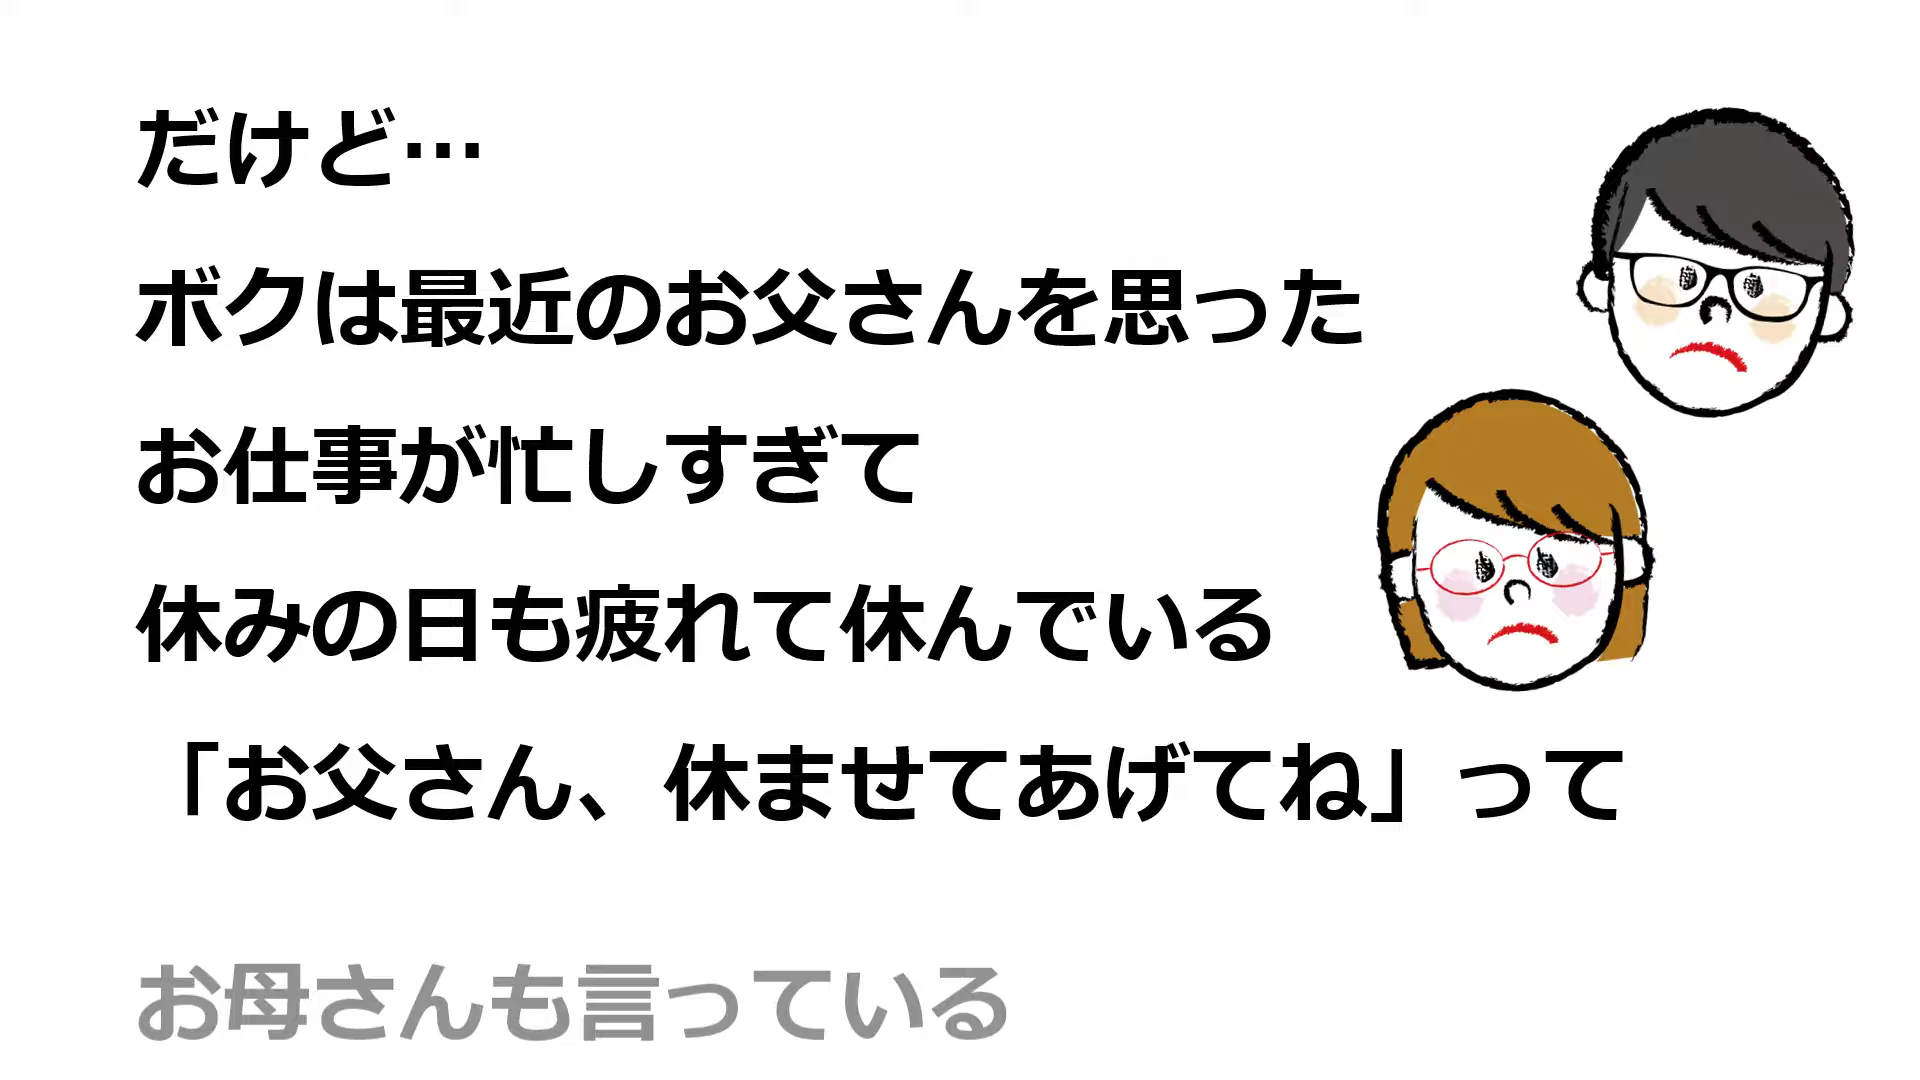 だけど…
ボクは最近のお父さんを思った
お仕事が忙しすぎて
休みの日も疲れて休んでいる
「お父さん、休ませてあげてね」って
お母さんも言っている